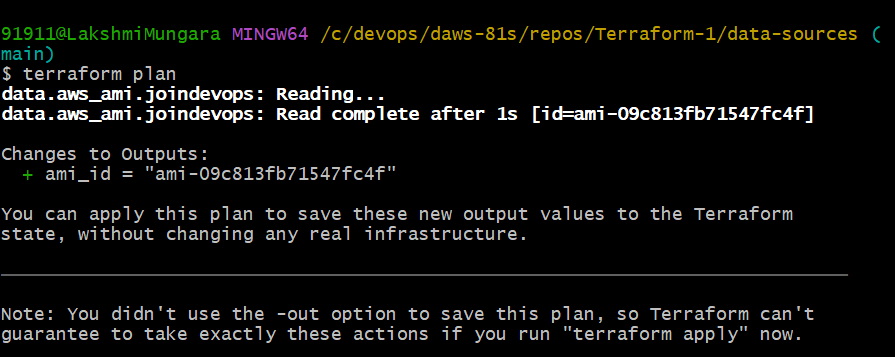 91911@LakshmiMungara MINGW64 /c/devops/daws-81s/repos/Terraform-1/data-sources (
main)
$ terraform plan
data.aws_ami.joindevops: Reading...
data.aws_ami.joindevops: Read complete after 1s [id=ami-09c813fb71547fc4f]
Changes to Outputs:
  + ami_id = "ami-09c813fb71547fc4f"
You can apply this plan to save these new output values to the Terraform
state, without changing any real infrastructure.
Note: You didn't use the -out option to save this plan, so Terraform can't
guarantee to take exactly these actions if you run "terraform apply" now.